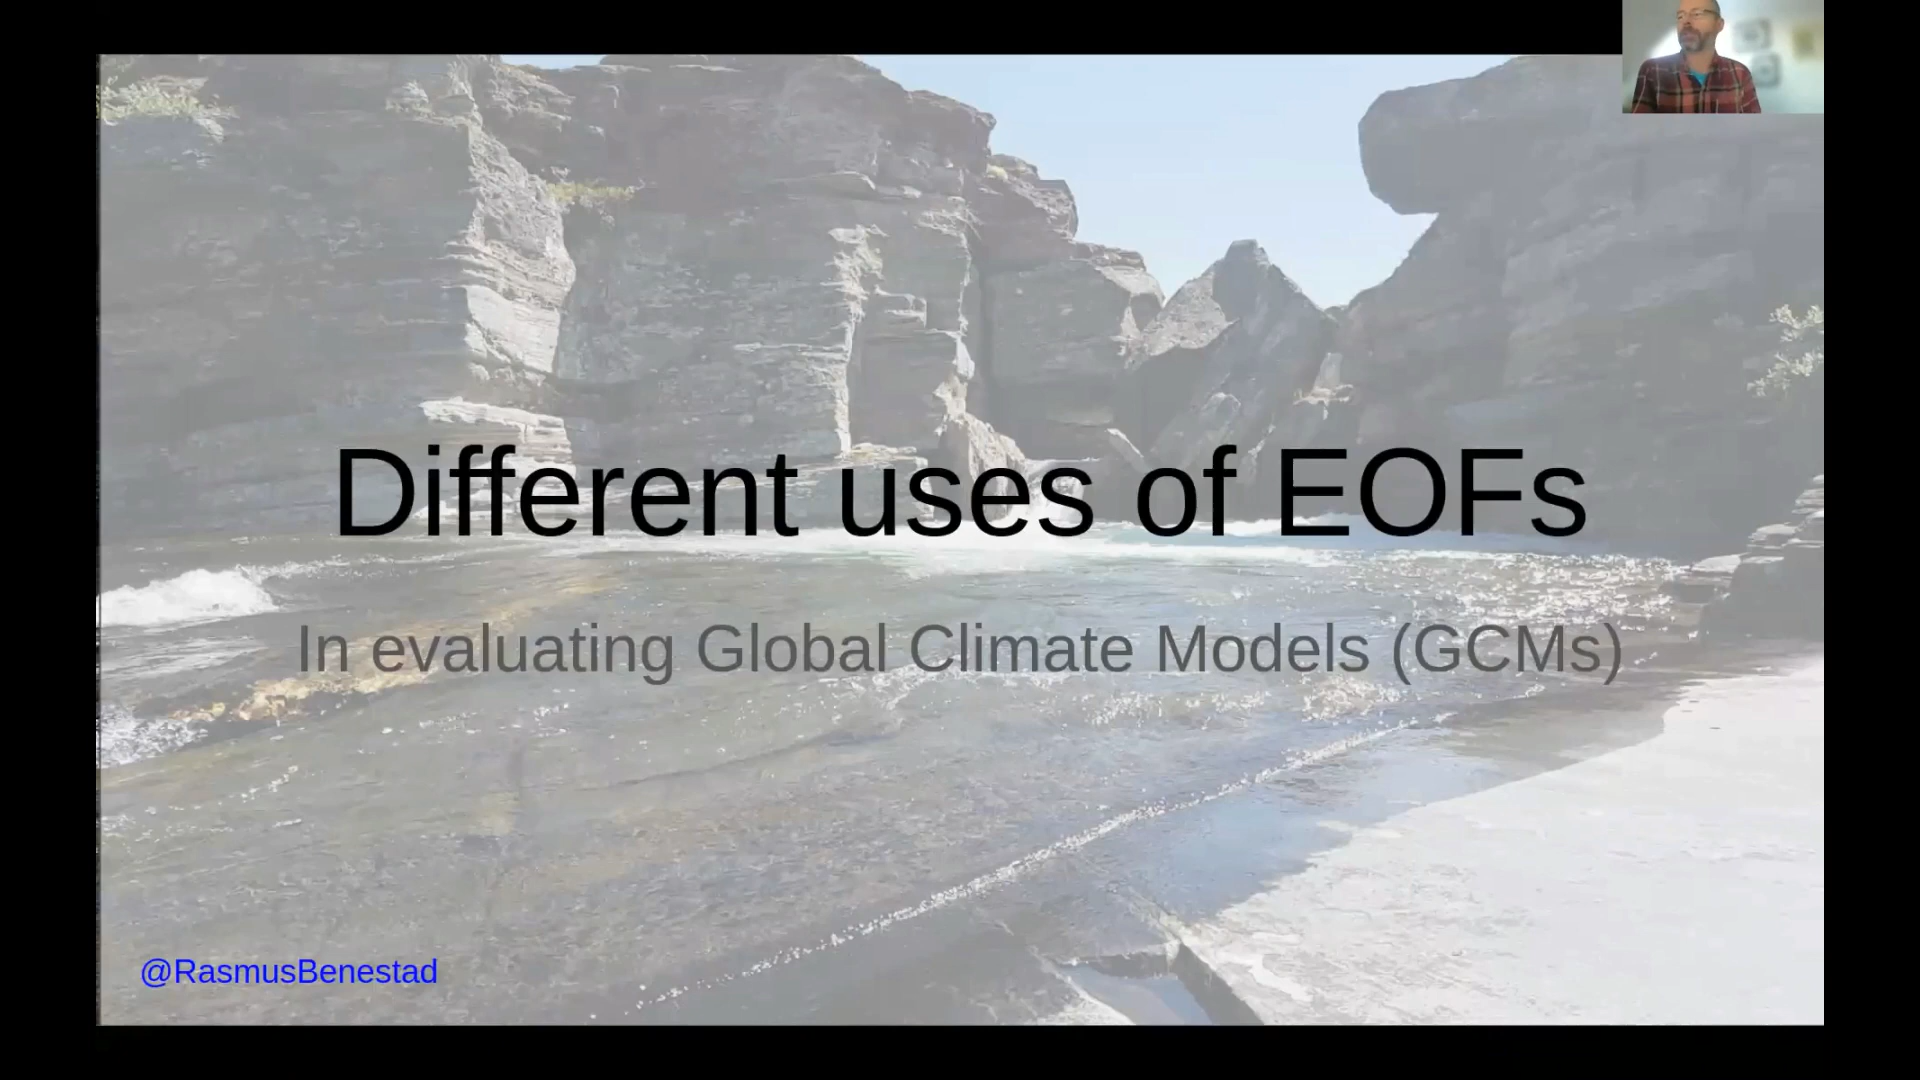 Different uses of EOFs
In evaluating Global Climate Models (GCMs)
@RasmusBenestad